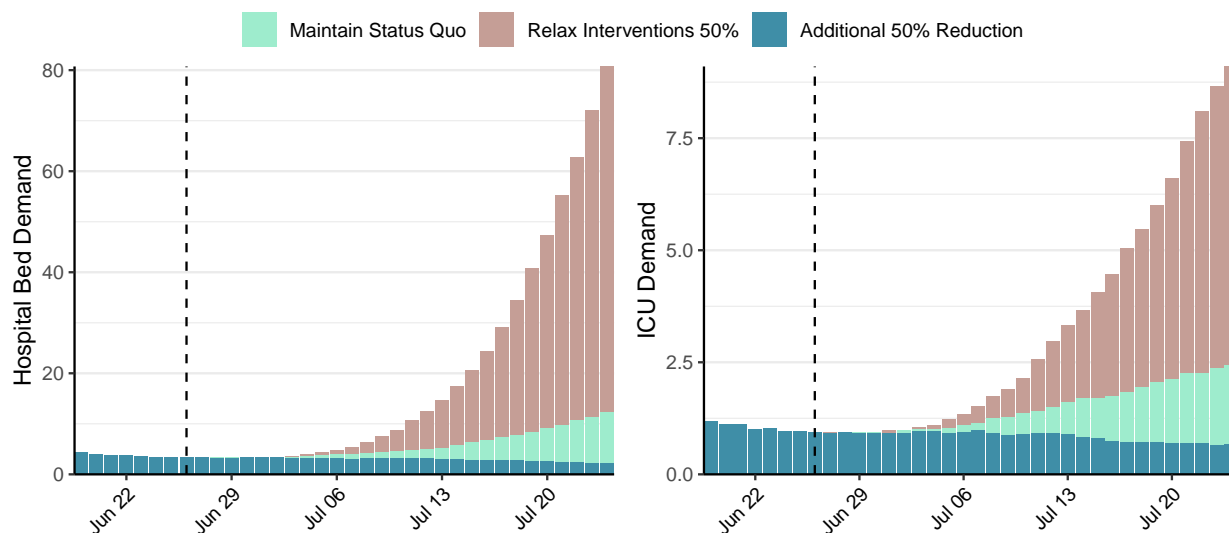 Maintain Status Quo Relax Interventions 50% Additional 50% Reduction
Hospital Bed Demand
80
60
40
20
0
Jun 22 Jun 29 Jul 06 Jul 13 Jul 20
ICU Demand
7.5
5.0
2.5
0.0
Jun 22 Jun 29 Jul 06 Jul 13 Jul 20